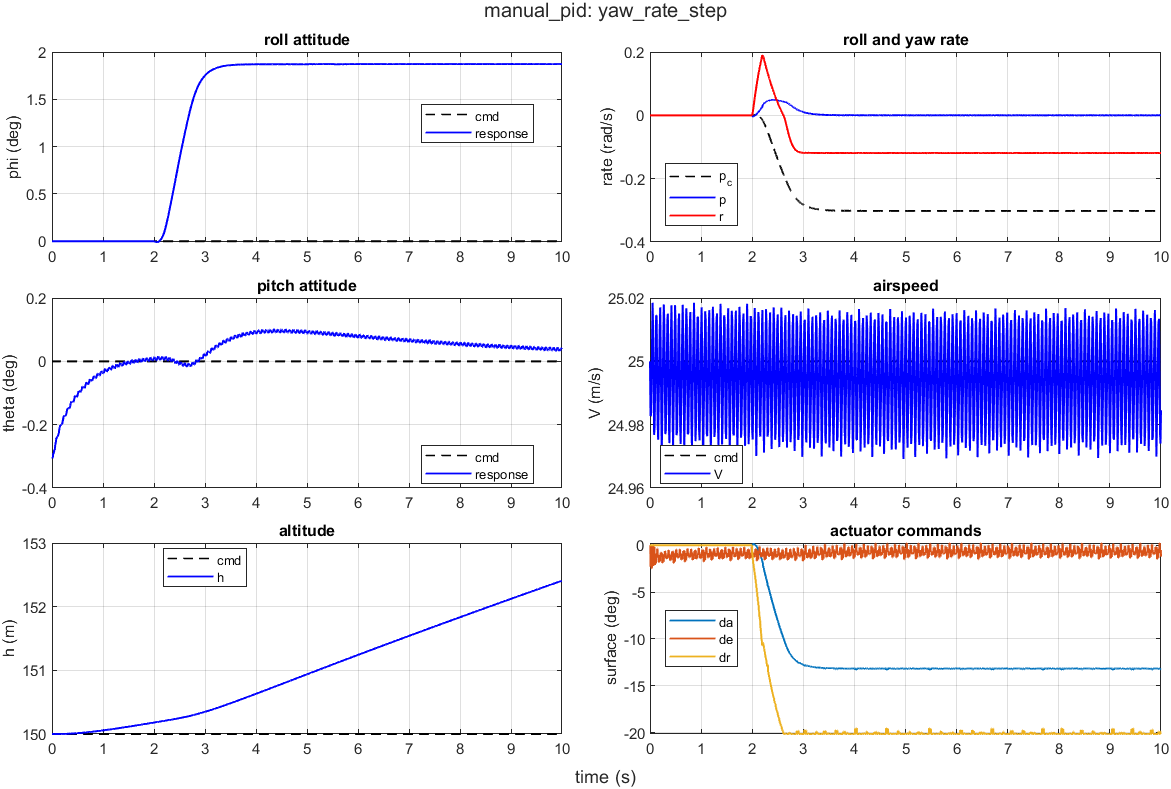 manual_pid: yaw_rate_step
roll attitude
2
1.5
1
0.5
0
phi (deg)
cmd
response
0 1 2 3 4 5 6 7 8 9 10
roll and yaw rate
0.2
0
-0.2
-0.4
rate (rad/s)
p_c
p
r
0 1 2 3 4 5 6 7 8 9 10
pitch attitude
0.2
0
-0.2
-0.4
theta (deg)
cmd
response
0 1 2 3 4 5 6 7 8 9 10
airspeed
25.02
25
24.98
24.96
V (m/s)
cmd
V
0 1 2 3 4 5 6 7 8 9 10
altitude
153
152
151
150
h (m)
cmd
h
0 1 2 3 4 5 6 7 8 9 10
actuator commands
0
-5
-10
-15
-20
surface (deg)
da
de
dr
0 1 2 3 4 5 6 7 8 9 10
time (s)